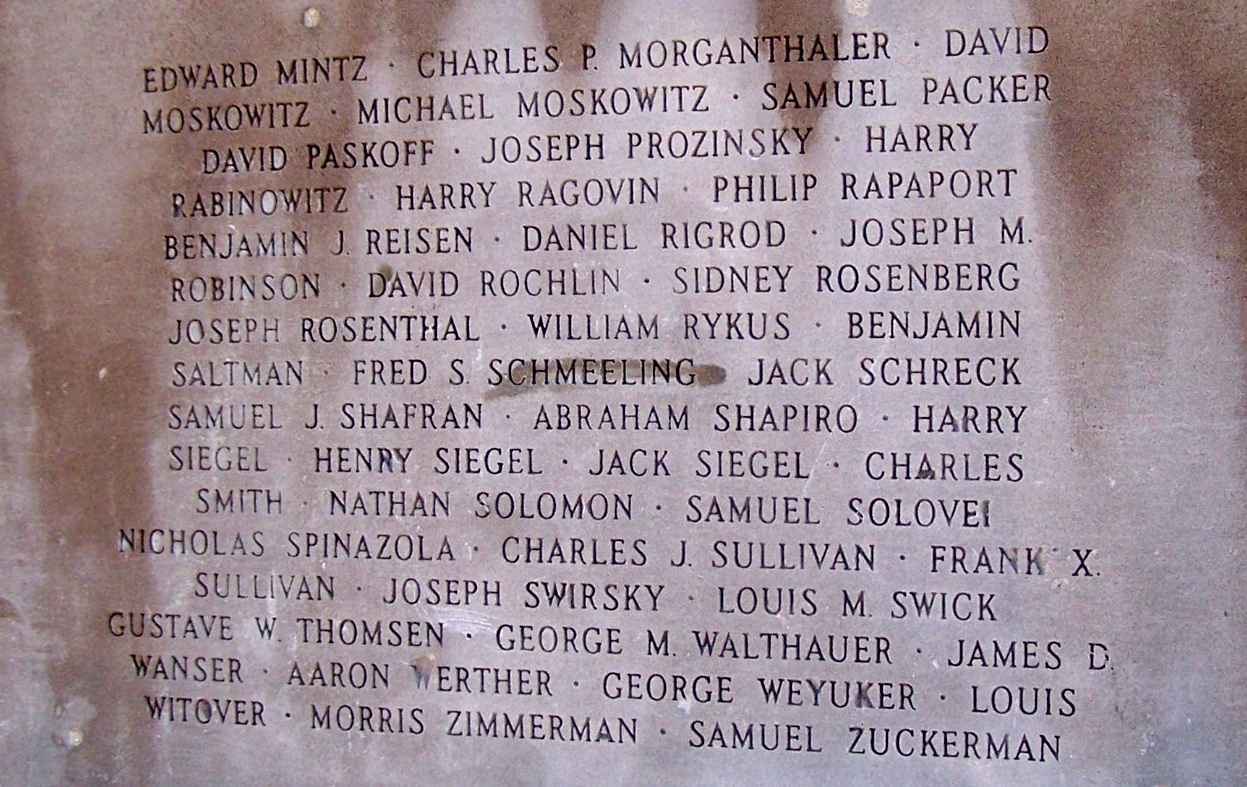 EDWARD MINTZ · CHARLES P. MORGANTHALER · DAVID
MOSKOWITZ · MICHAEL MOSKOWITZ · SAMUEL PACKER
DAVID PASKOFF · JOSEPH PROZINSKY · HARRY
RABINOWITZ · HARRY RAGOVIN · PHILIP RAPAPORT
BENJAMIN J. REISEN · DANIEL RIGROD · JOSEPH M.
ROBINSON · DAVID ROCHLIN · SIDNEY ROSENBERG
JOSEPH ROSENTHAL · WILLIAM RYKUS · BENJAMIN
SALTMAN · FRED S. SCHMEELING JACK SCHRECK
SAMUEL J. SHAFRAN · ABRAHAM SHAPIRO · HARRY
SIEGEL · HENRY SIEGEL · JACK SIEGEL · CHARLES
SMITH · NATHAN SOLOMON · SAMUEL SOLOVEI
NICHOLAS SPINAZOLA · CHARLES J. SULLIVAN · FRANK X.
SULLIVAN · JOSEPH SWIRSKY · LOUIS M. SWICK
GUSTAVE W. THOMSEN · GEORGE M. WALTHAUER · JAMES D.
WANSER · AARON WERTHER · GEORGE WEYUKER · LOUIS
WITOVER · MORRIS ZIMMERMAN · SAMUEL ZUCKERMAN